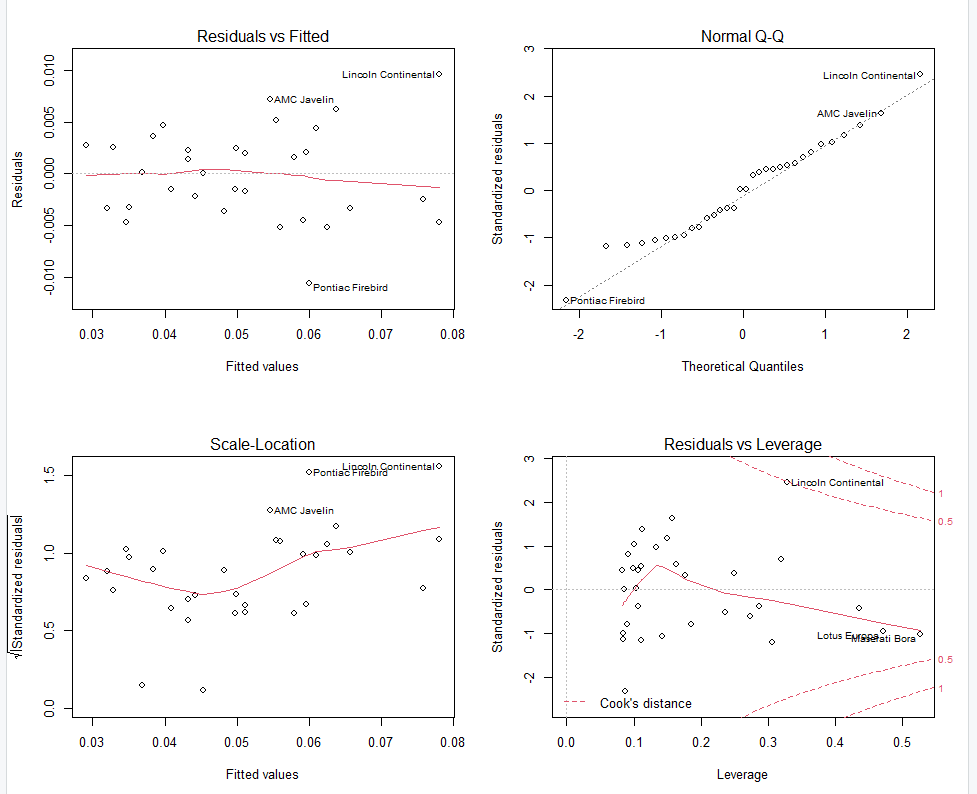 Residuals vs Fitted
Residuals
0.010
0.005
0.000
-0.005
-0.010
Lincoln Continental
AMC Javelin
Pontiac Firebird
0.03 0.04 0.05 0.06 0.07 0.08
Fitted values
Normal Q-Q
Standardized residuals
3
2
1
0
-1
-2
Lincoln Continental
AMC Javelin
Pontiac Firebird
-2 -1 0 1 2
Theoretical Quantiles
Scale-Location
√|Standardized residuals|
1.5
1.0
0.5
0.0
Lincoln Continental
Pontiac Firebird
AMC Javelin
0.03 0.04 0.05 0.06 0.07 0.08
Fitted values
Residuals vs Leverage
Standardized residuals
3
2
1
0
-1
-2
Lincoln Continental
1
0.5
Lotus Europa
Maserati Bora
0.5
1
Cook's distance
0.0 0.1 0.2 0.3 0.4 0.5
Leverage